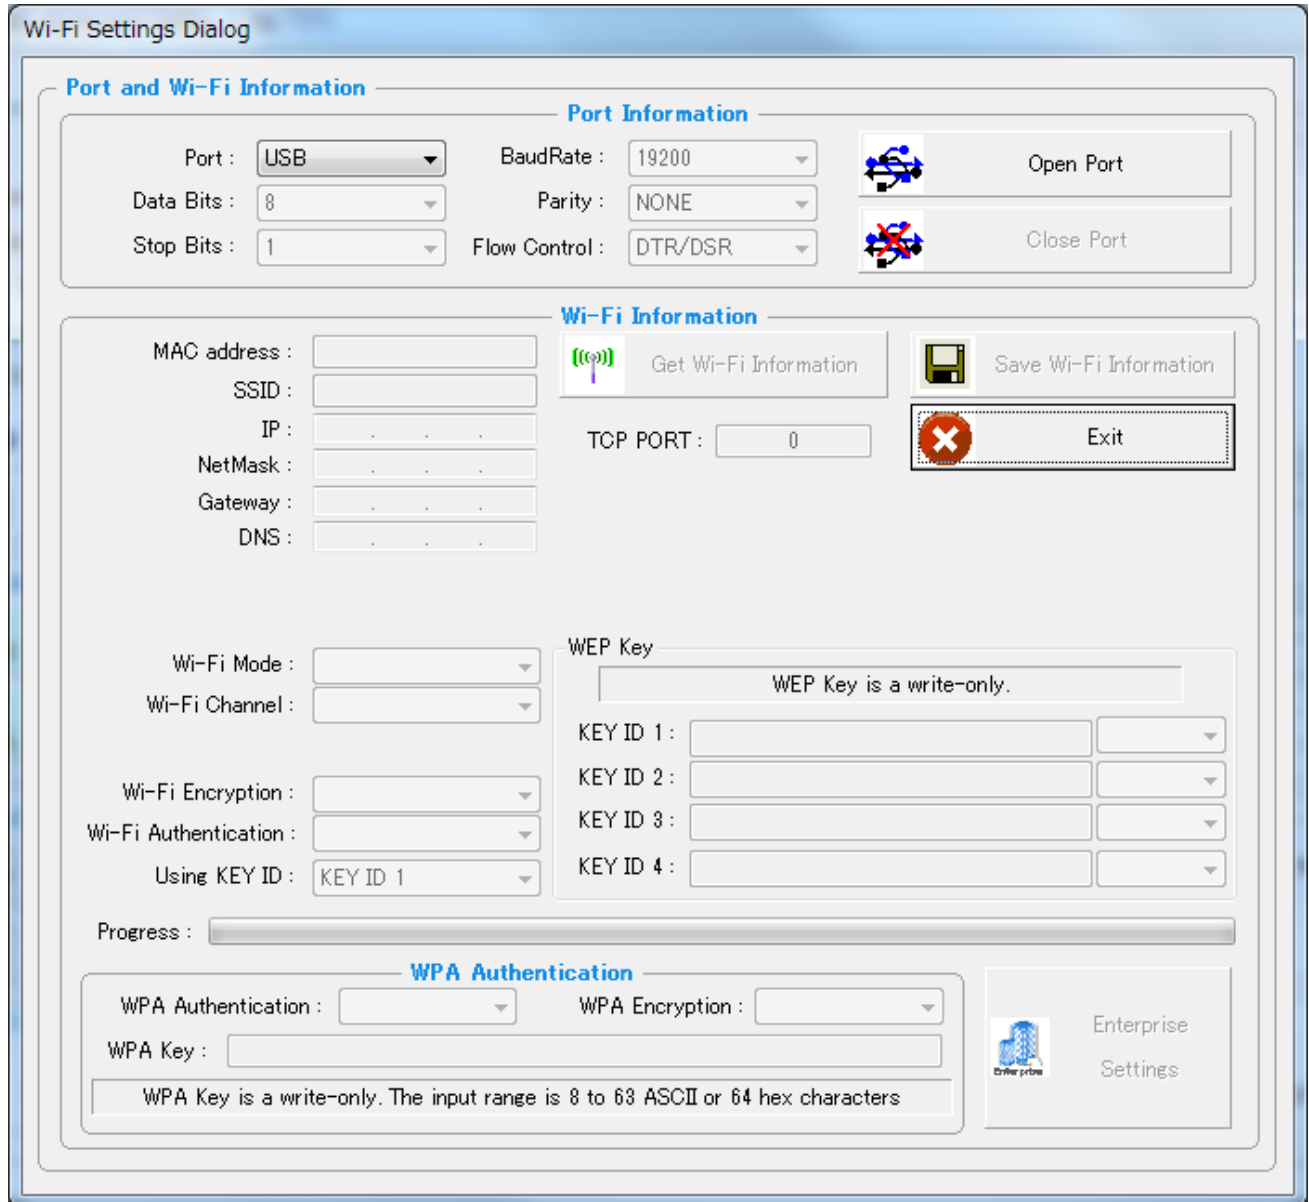 Wi-Fi Settings Dialog
Port and Wi-Fi Information
Port Information
Port : USB BaudRate : 19200 Open Port
Data Bits : 8 Parity : NONE
Stop Bits : 1 Flow Control : DTR/DSR Close Port
Wi-Fi Information
MAC address : Get Wi-Fi Information Save Wi-Fi Information
SSID :
IP : . . . TCP PORT : 0 Exit
NetMask : . . .
Gateway : . . .
DNS : . . .
WEP Key
Wi-Fi Mode : WEP Key is a write-only.
Wi-Fi Channel :
KEY ID 1 :
KEY ID 2 :
Wi-Fi Encryption :
KEY ID 3 :
Wi-Fi Authentication :
KEY ID 4 :
Using KEY ID : KEY ID 1
Progress :
WPA Authentication
WPA Authentication : WPA Encryption :
Enterprise
Settings
Enterprise
WPA Key :
WPA Key is a write-only. The input range is 8 to 63 ASCII or 64 hex characters